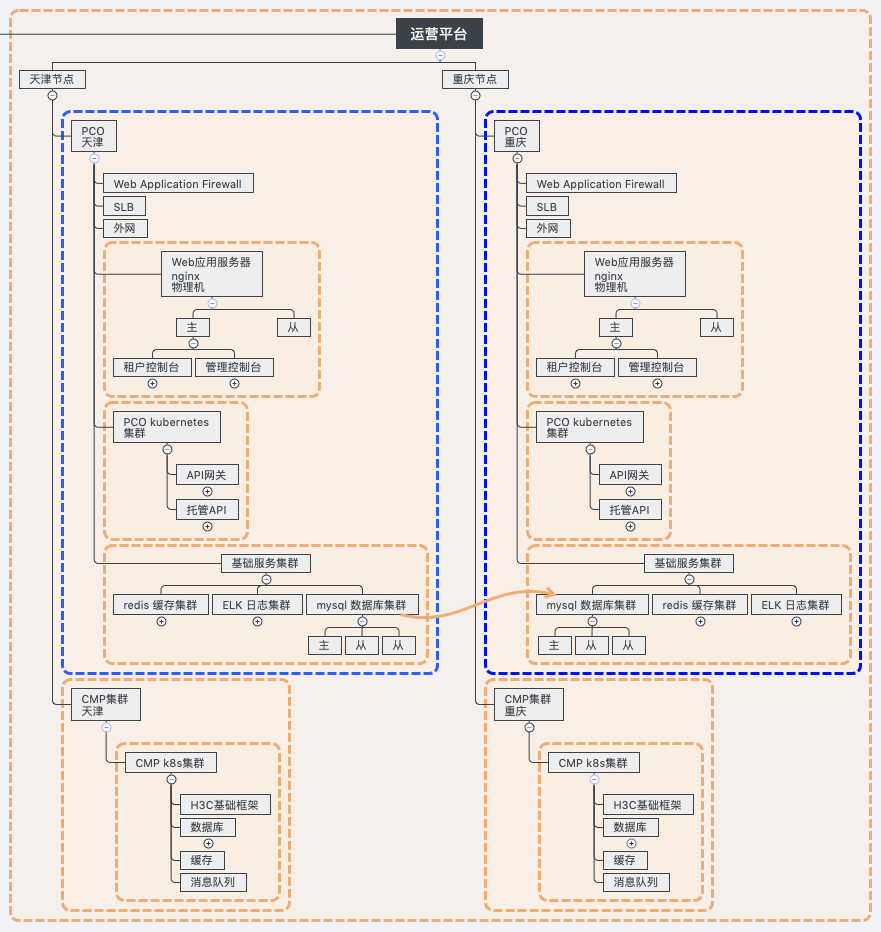 运营平台
天津节点
PCO
天津
Web Application Firewall
SLB
外网
Web应用服务器
nginx
物理机
主
从
租户控制台
管理控制台
PCO kubernetes
集群
API网关
托管API
基础服务集群
redis 缓存集群
ELK 日志集群
mysql 数据库集群
主
从
从
CMP集群
天津
CMP k8s集群
H3C基础框架
数据库
缓存
消息队列
重庆节点
PCO
重庆
Web Application Firewall
SLB
外网
Web应用服务器
nginx
物理机
主
从
租户控制台
管理控制台
PCO kubernetes
集群
API网关
托管API
基础服务集群
mysql 数据库集群
redis 缓存集群
ELK 日志集群
主
从
从
CMP集群
重庆
CMP k8s集群
H3C基础框架
数据库
缓存
消息队列